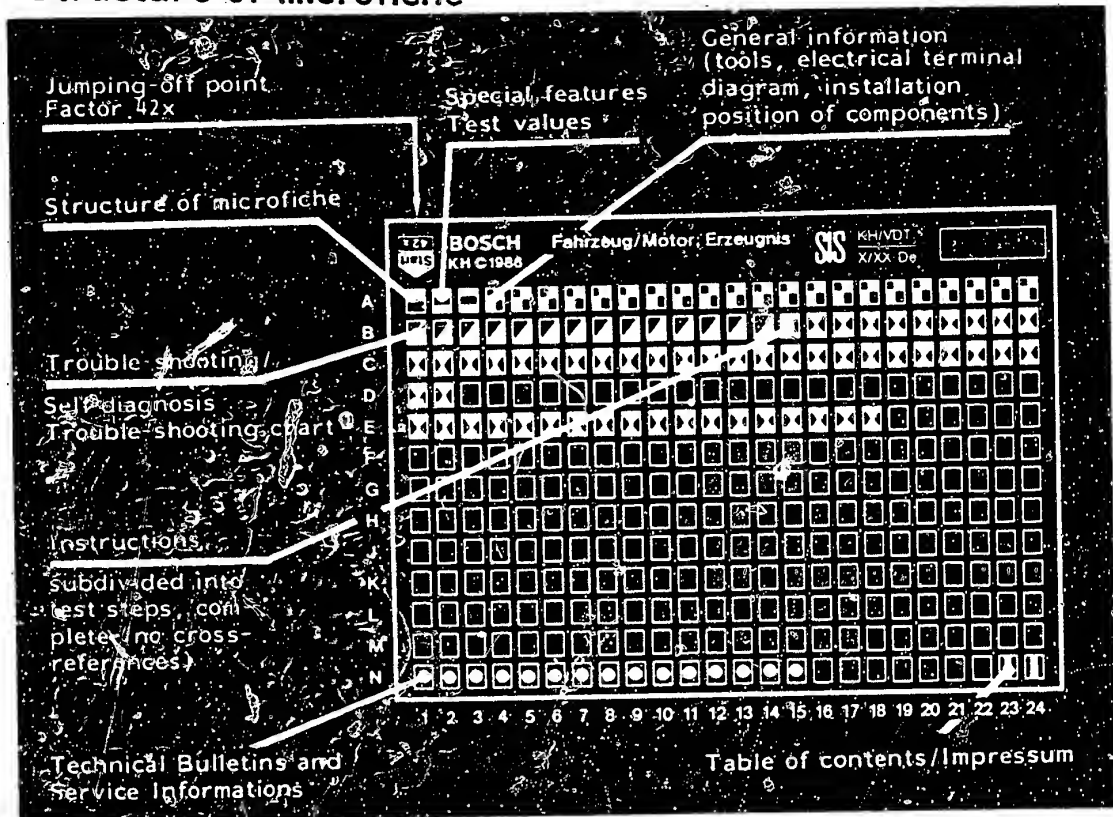 Structure of microfiche
Jumping-off point
Factor 42x
Special features
Test values
General information
(tools, electrical terminal
diagram, installation
position of components)
Structure of microfiche
Start
42x
BOSCH
KH C1986
Fahrzeug/Motor; Erzeugnis
SIS
KH/VDT
X/XX De
A
B
C
D
E
F
G
H
K
L
M
N
Trouble-shooting/
Self-diagnosis
Trouble-shooting chart
Instructions,
subdivided into
test steps com
plete, no cross-
references)
1 2 3 4 5 6 7 8 9 10 11 12 13 14 15 16 17 18 19 20 21 22 23 24
Technical Bulletins and
Service Informations
Table of contents/Impressum